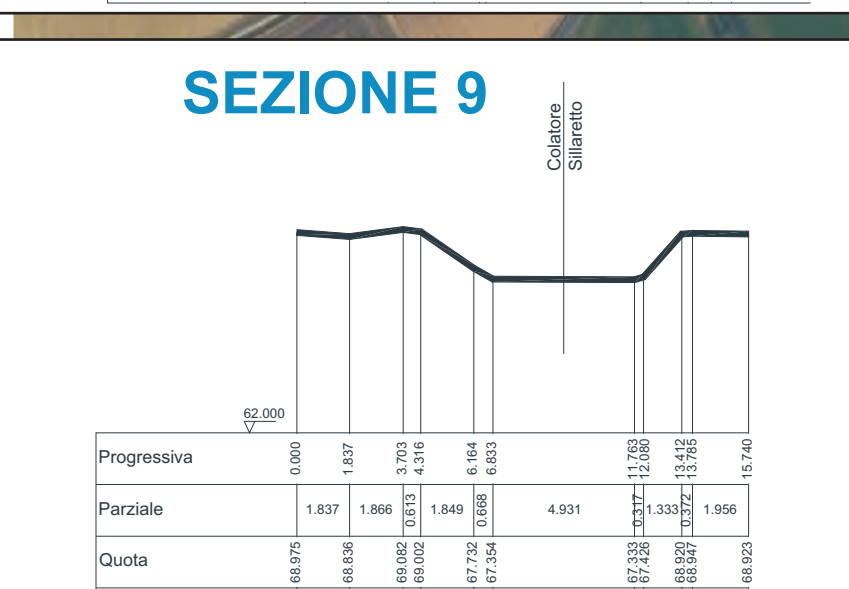 SEZIONE 9
Colatore
Sillaretto
62.000
Progressiva 0.000 1.837 3.703 4.316 6.164 6.833 11.763 12.080 13.412 13.785 15.740
Parziale 1.837 1.866 0.613 1.849 0.668 4.931 0.317 1.333 0.372 1.956
Quota 68.975 68.836 69.082 69.002 67.732 67.354 67.333 67.426 68.920 68.947 68.923